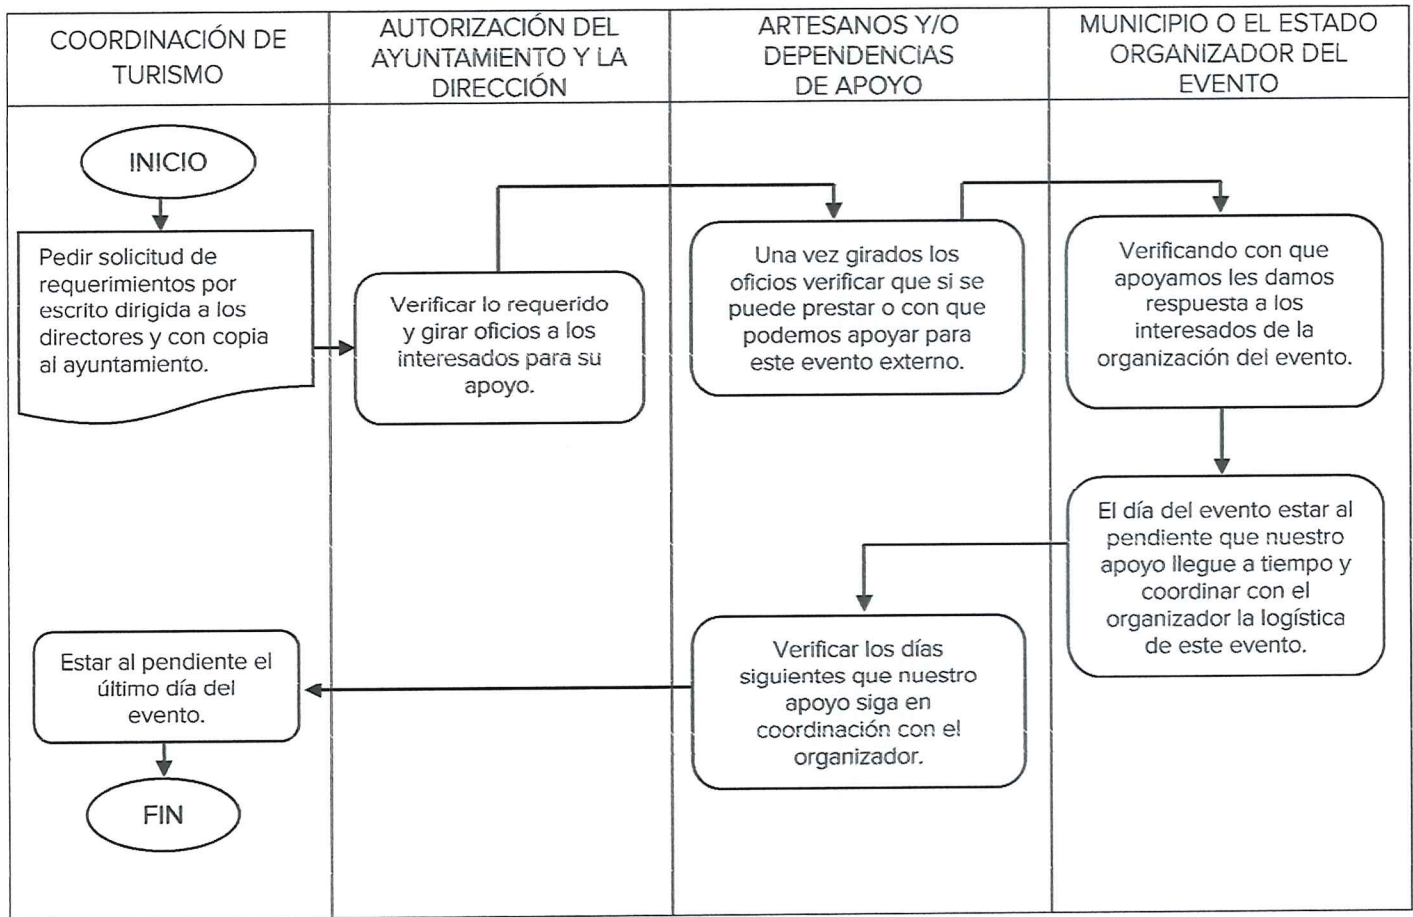 COORDINACIÓN DE
TURISMO
AUTORIZACIÓN DEL
AYUNTAMIENTO Y LA
DIRECCIÓN
ARTESANOS Y/O
DEPENDENCIAS
DE APOYO
MUNICIPIO O EL ESTADO
ORGANIZADOR DEL
EVENTO
INICIO
Pedir solicitud de
requerimientos por
escrito dirigida a los
directores y con copia
al ayuntamiento.
Verificar lo requerido
y girar oficios a los
interesados para su
apoyo.
Una vez girados los
oficios verificar que si se
puede prestar o con que
podemos apoyar para
este evento externo.
Verificando con que
apoyamos les damos
respuesta a los
interesados de la
organización del evento.
El día del evento estar al
pendiente que nuestro
apoyo llegue a tiempo y
coordinar con el
organizador la logística
de este evento.
Verificar los días
siguientes que nuestro
apoyo siga en
coordinación con el
organizador.
Estar al pendiente el
último día del
evento.
FIN